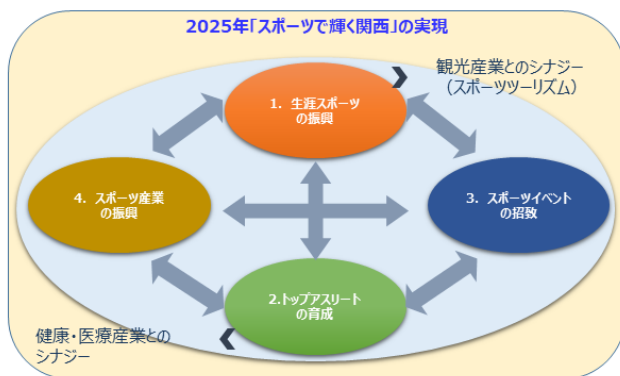 2025年｢スポーツで輝く関西｣の実現
観光産業とのシナジー
（スポーツツーリズム）
1．生涯スポーツ
の振興
4．スポーツ産業
の振興
3．スポーツイベント
の招致
2.トップアスリート
の育成
健康・医療産業との
シナジー